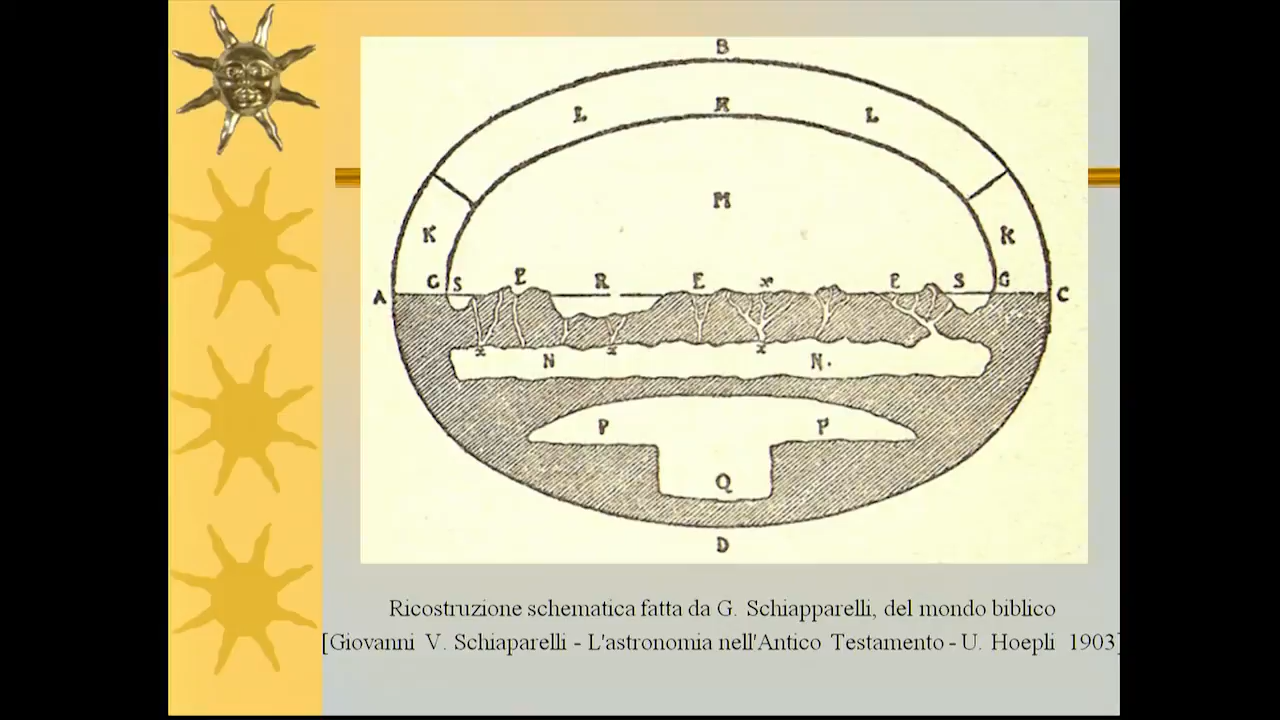 B
L H L
M
K K
A G S E R E x E S G C
x x x
N N.
P P
Q
D
Ricostruzione schematica fatta da G. Schiapparelli, del mondo biblico
[Giovanni V. Schiaparelli - L'astronomia nell'Antico Testamento - U. Hoepli 1903]